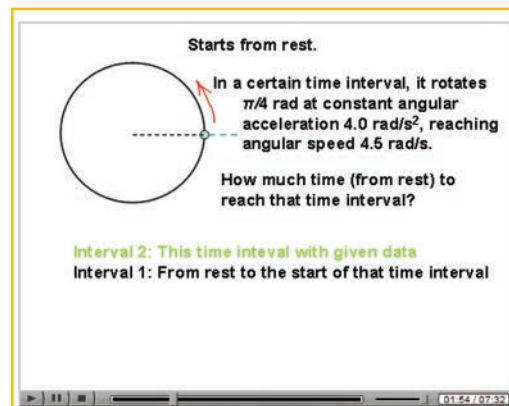 Starts from rest.
In a certain time interval, it rotates
π/4 rad at constant angular
acceleration 4.0 rad/s², reaching
angular speed 4.5 rad/s.
How much time (from rest) to
reach that time interval?
Interval 2: This time inteval with given data
Interval 1: From rest to the start of that time interval
01:54 / 07:32